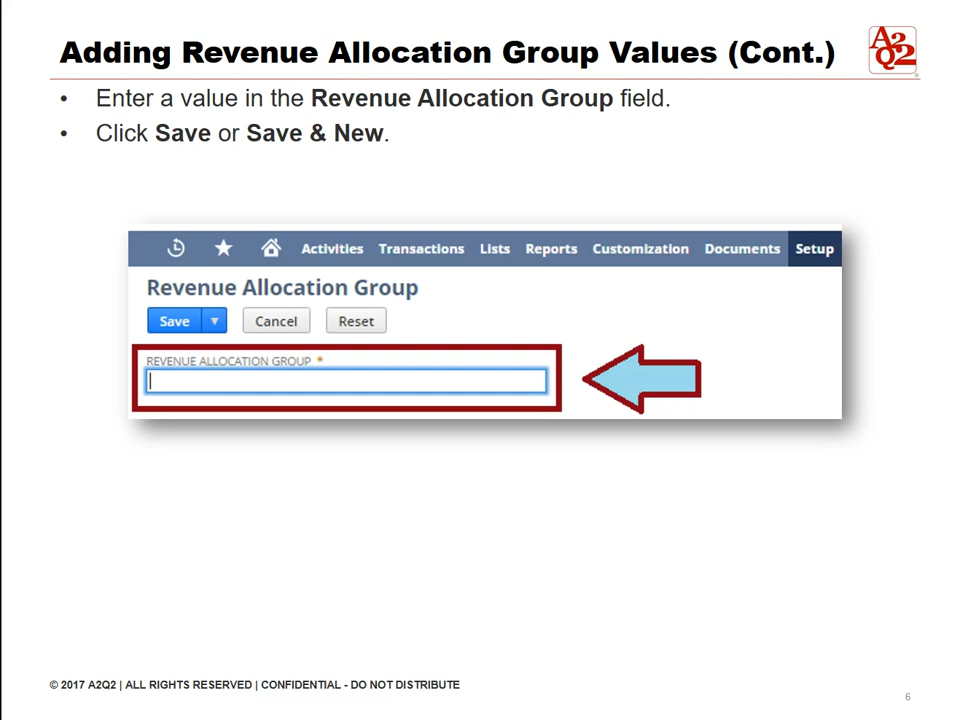 Adding Revenue Allocation Group Values (Cont.)
A2Q2
• Enter a value in the Revenue Allocation Group field.
• Click Save or Save & New.
Activities Transactions Lists Reports Customization Documents Setup
Revenue Allocation Group
Save Cancel Reset
REVENUE ALLOCATION GROUP *
© 2017 A2Q2 | ALL RIGHTS RESERVED | CONFIDENTIAL - DO NOT DISTRIBUTE
6